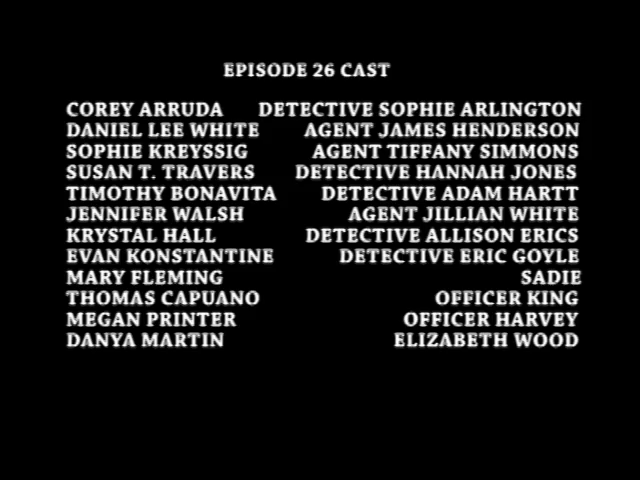 EPISODE 26 CAST
COREY ARRUDA DETECTIVE SOPHIE ARLINGTON
DANIEL LEE WHITE AGENT JAMES HENDERSON
SOPHIE KREYSSIG AGENT TIFFANY SIMMONS
SUSAN T. TRAVERS DETECTIVE HANNAH JONES
TIMOTHY BONAVITA DETECTIVE ADAM HARTT
JENNIFER WALSH AGENT JILLIAN WHITE
KRYSTAL HALL DETECTIVE ALLISON ERICS
EVAN KONSTANTINE DETECTIVE ERIC GOYLE
MARY FLEMING SADIE
THOMAS CAPUANO OFFICER KING
MEGAN PRINTER OFFICER HARVEY
DANYA MARTIN ELIZABETH WOOD